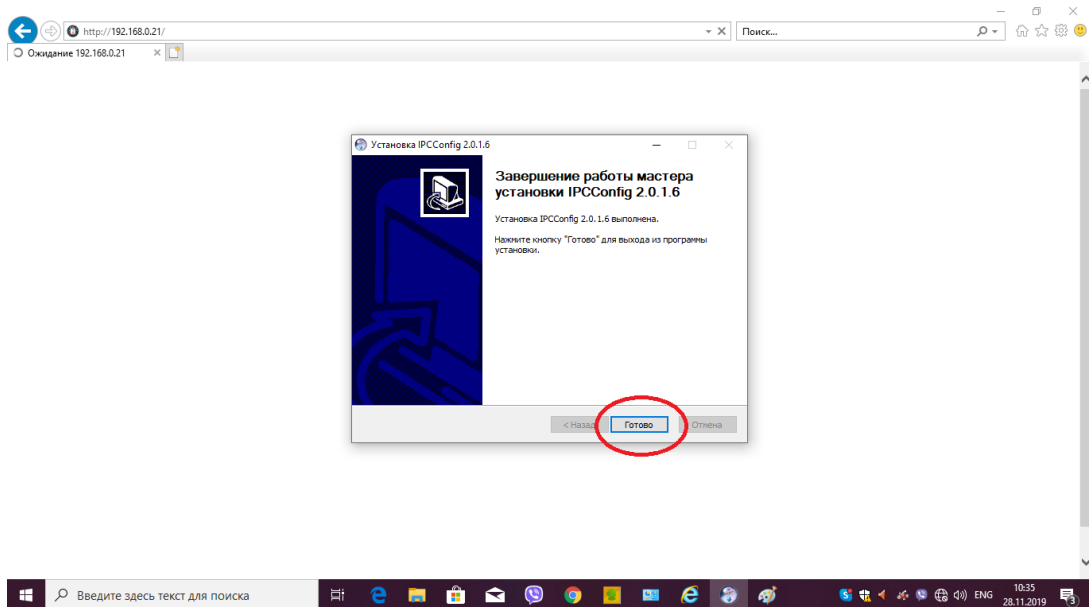 http://192.168.0.21/
Поиск...
Ожидание 192.168.0.21
Установка IPCConfig 2.0.1.6
Завершение работы мастера
установки IPCConfig 2.0.1.6
Установка IPCConfig 2.0.1.6 выполнена.
Нажмите кнопку "Готово" для выхода из программы
установки.
< Назад
Готово
Отмена
Введите здесь текст для поиска
ENG
10:35
28.11.2019
3